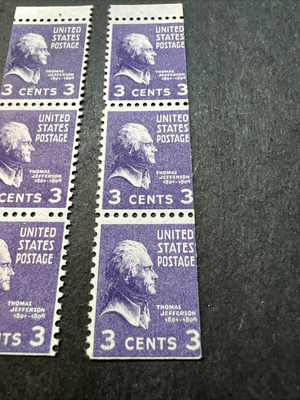 UNITED
STATES
POSTAGE
THOMAS
JEFFERSON
1801-1809
3 CENTS 3
UNITED
STATES
POSTAGE
THOMAS
JEFFERSON
1801-1809
CENTS 3
UNITED
STATES
POSTAGE
THOMAS
JEFFERSON
1801-1809
CENTS 3
UNITED
STATES
POSTAGE
THOMAS
JEFFERSON
1801-1809
3 CENTS 3
UNITED
STATES
POSTAGE
THOMAS
JEFFERSON
1801-1809
3 CENTS 3
UNITED
STATES
POSTAGE
THOMAS
JEFFERSON
1801-1809
3 CENTS 3